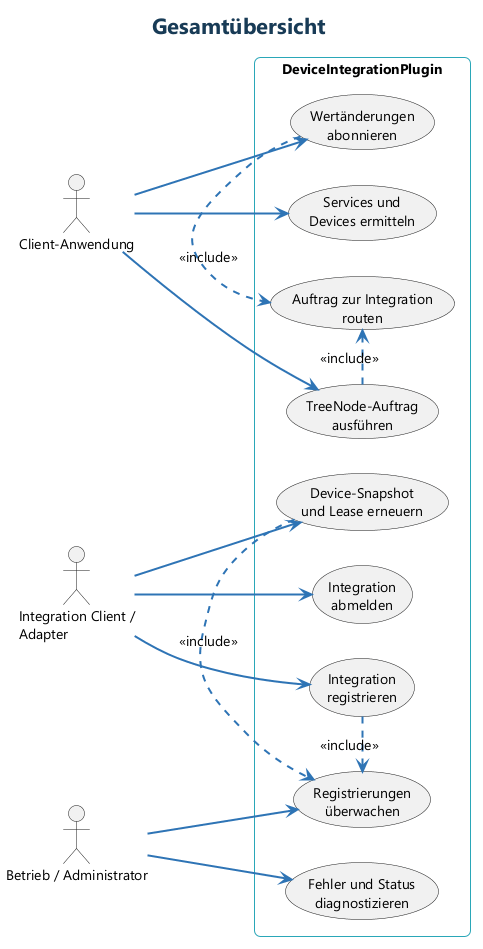 Gesamtübersicht
DeviceIntegrationPlugin
Wertänderungen
abonnieren
Services und
Devices ermitteln
Client-Anwendung
«include»
Auftrag zur Integration
routen
«include»
TreeNode-Auftrag
ausführen
Device-Snapshot
und Lease erneuern
Integration
abmelden
Integration Client /
Adapter
«include»
Integration
registrieren
«include»
Registrierungen
überwachen
Betrieb / Administrator
Fehler und Status
diagnostizieren